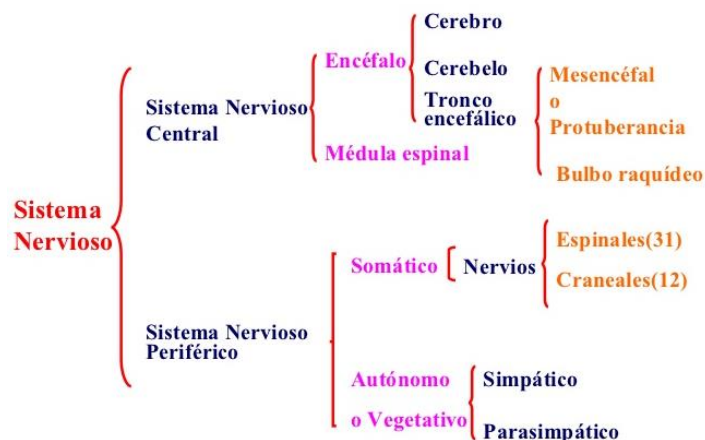 Sistema
Nervioso
Sistema Nervioso
Central
Encéfalo
Cerebro
Cerebelo
Tronco
encefálico
Mesencéfal
o
Protuberancia
Bulbo raquídeo
Médula espinal
Sistema Nervioso
Periférico
Somático
Nervios
Espinales(31)
Craneales(12)
Autónomo
o Vegetativo
Simpático
Parasimpático